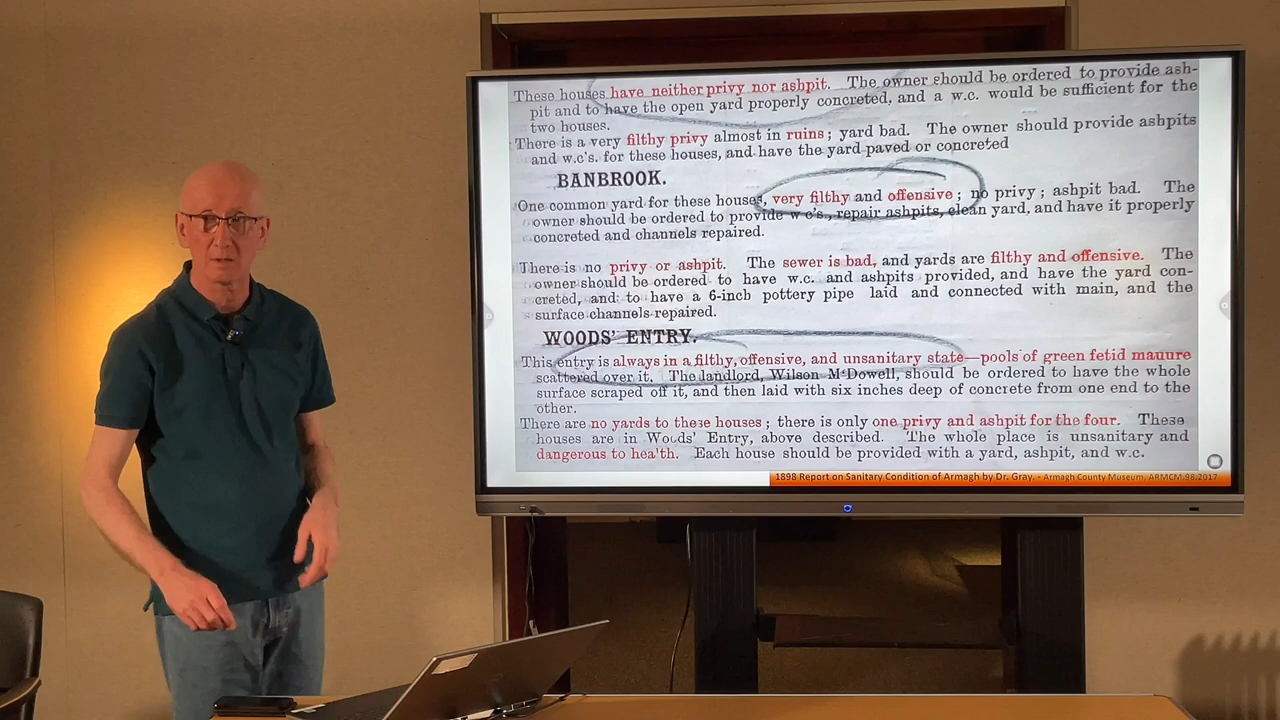 These houses have neither privy nor ashpit. The owner should be ordered to provide ash-
pit and to have the open yard properly concreted, and a w.c. would be sufficient for the
two houses.
There is a very filthy privy almost in ruins; yard bad. The owner should provide ashpits
and w.c's. for these houses, and have the yard paved or concreted
BANBROOK.
One common yard for these houses, very filthy and offensive; no privy; ashpit bad. The
owner should be ordered to provide w c's., repair ashpits, clean yard, and have it properly
concreted and channels repaired.
There is no privy or ashpit. The sewer is bad, and yards are filthy and offensive. The
owner should be ordered to have w.c. and ashpits provided, and have the yard con-
creted, and to have a 6-inch pottery pipe laid and connected with main, and the
surface channels repaired.
WOODS' ENTRY.
This entry is always in a filthy, offensive, and unsanitary state—pools of green fetid mauure
scattered over it. The landlord, Wilson M'Dowell, should be ordered to have the whole
surface scraped off it, and then laid with six inches deep of concrete from one end to the
other.
There are no yards to these houses; there is only one privy and ashpit for the four. These
houses are in Woods' Entry, above described. The whole place is unsanitary and
dangerous to hea'th. Each house should be provided with a yard, ashpit, and w.c.
1898 Report on Sanitary Condition of Armagh by Dr. Gray. - Armagh County Museum, ARMCM.98.2017